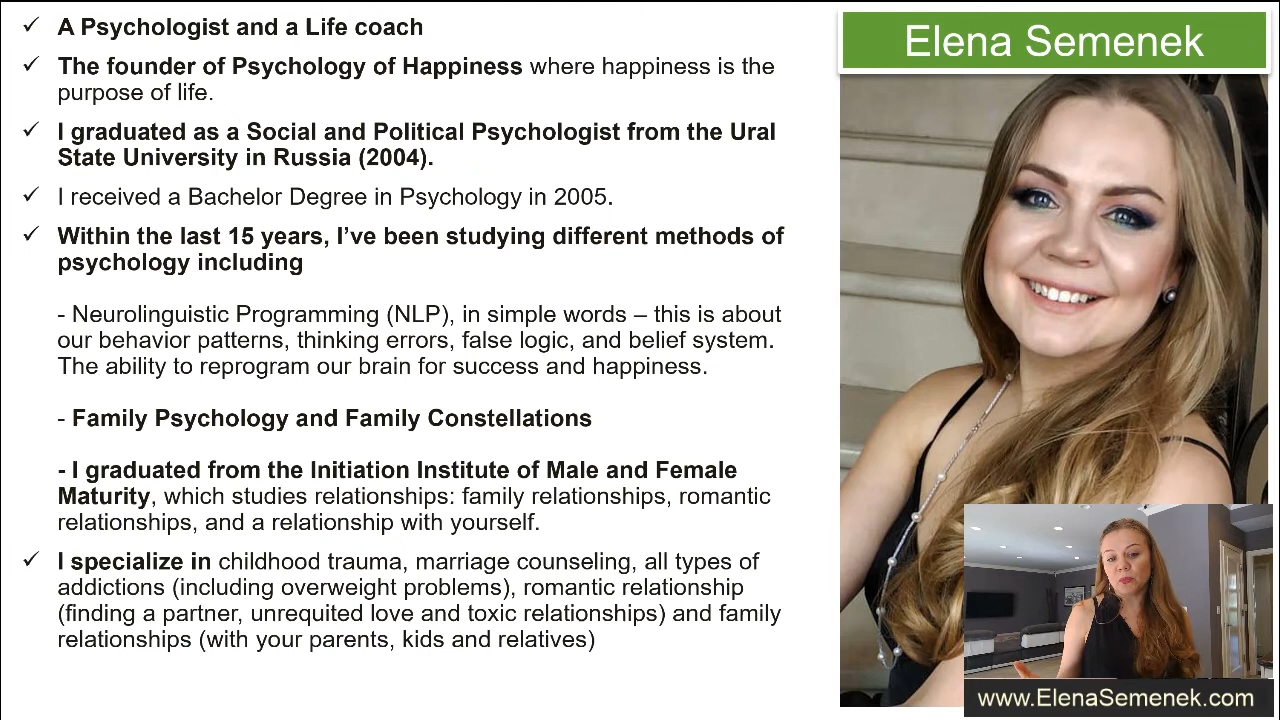 ✓ A Psychologist and a Life coach
✓ The founder of Psychology of Happiness where happiness is the
purpose of life.
✓ I graduated as a Social and Political Psychologist from the Ural
State University in Russia (2004).
✓ I received a Bachelor Degree in Psychology in 2005.
✓ Within the last 15 years, I’ve been studying different methods of
psychology including
- Neurolinguistic Programming (NLP), in simple words – this is about
our behavior patterns, thinking errors, false logic, and belief system.
The ability to reprogram our brain for success and happiness.
- Family Psychology and Family Constellations
- I graduated from the Initiation Institute of Male and Female
Maturity, which studies relationships: family relationships, romantic
relationships, and a relationship with yourself.
✓ I specialize in childhood trauma, marriage counseling, all types of
addictions (including overweight problems), romantic relationship
(finding a partner, unrequited love and toxic relationships) and family
relationships (with your parents, kids and relatives)
Elena Semenek
www.ElenaSemenek.com